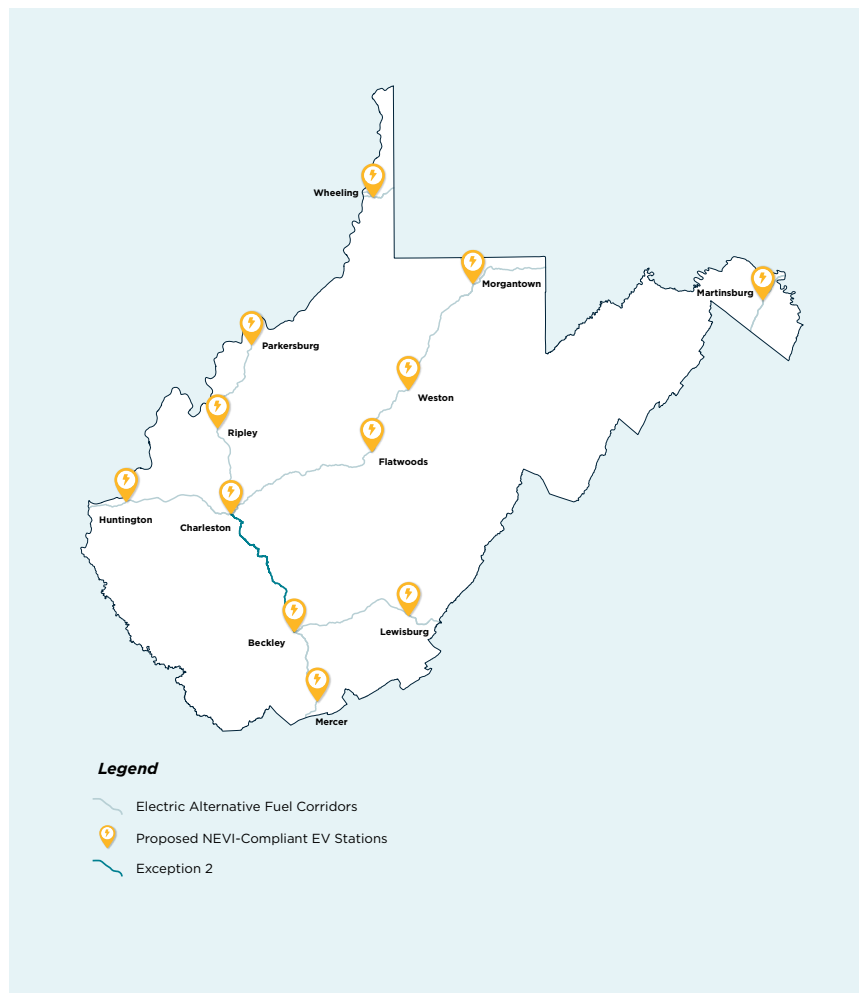 Wheeling
Morgantown
Martinsburg
Parkersburg
Weston
Ripley
Flatwoods
Huntington
Charleston
Lewisburg
Beckley
Mercer
Legend
Electric Alternative Fuel Corridors
Proposed NEVI-Compliant EV Stations
Exception 2